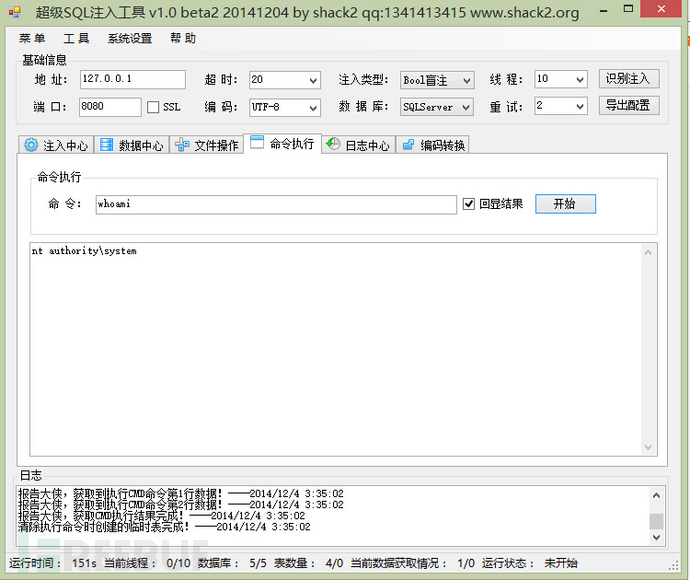 超级SQL注入工具 v1.0 beta2 20141204 by shack2 qq:1341413415 www.shack2.org
菜 单 工 具 系统设置 帮 助
基础信息
地 址: 127.0.0.1 超 时: 20 注入类型: Bool盲注 线 程: 10 识别注入
端 口: 8080 SSL 编 码: UTF-8 数 据 库: SQLServer 重 试: 2 导出配置
注入中心 数据中心 文件操作 命令执行 日志中心 编码转换
命令执行
命 令: whoami 回显结果 开始
nt authority\system
日志
报告大侠，获取到执行CMD命令第1行数据！----2014/12/4 3:35:02
报告大侠，获取到执行CMD命令第2行数据！----2014/12/4 3:35:02
报告大侠，获取CMD执行结果完成！----2014/12/4 3:35:02
清除执行命令时创建的临时表完成！----2014/12/4 3:35:02
运行时间: 151s 当前线程: 0/10 数据库: 5/5 表数量: 4/0 当前数据获取情况: 1/0 运行状态: 未开始